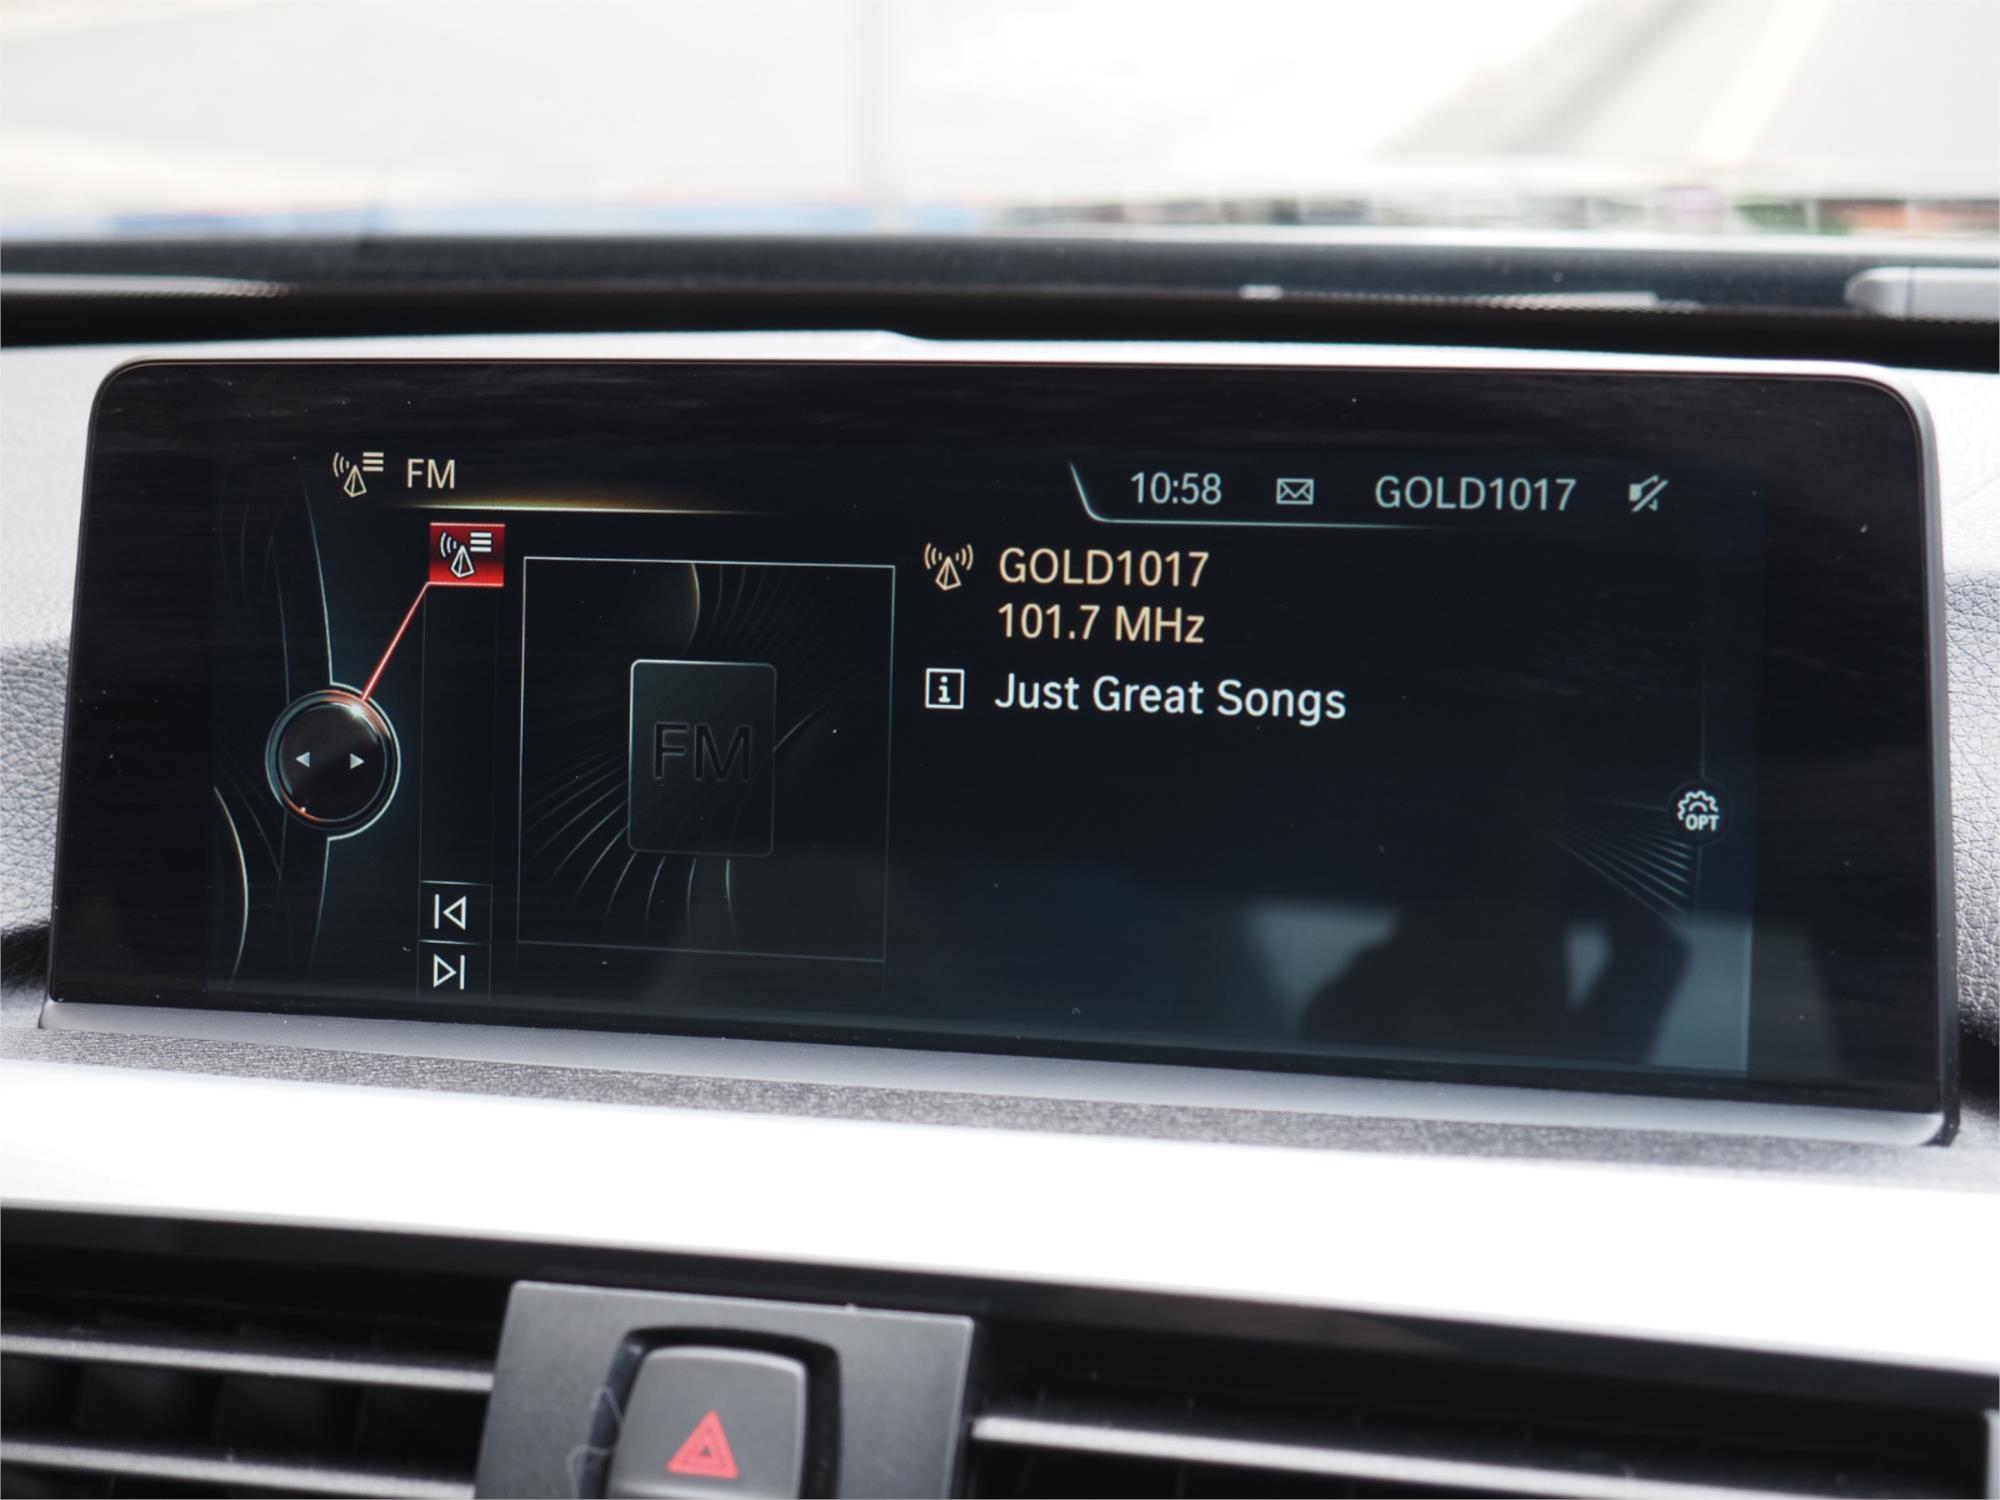 FM
10:58 GOLD1017
GOLD1017
101.7 MHz
i Just Great Songs
FM
OPT